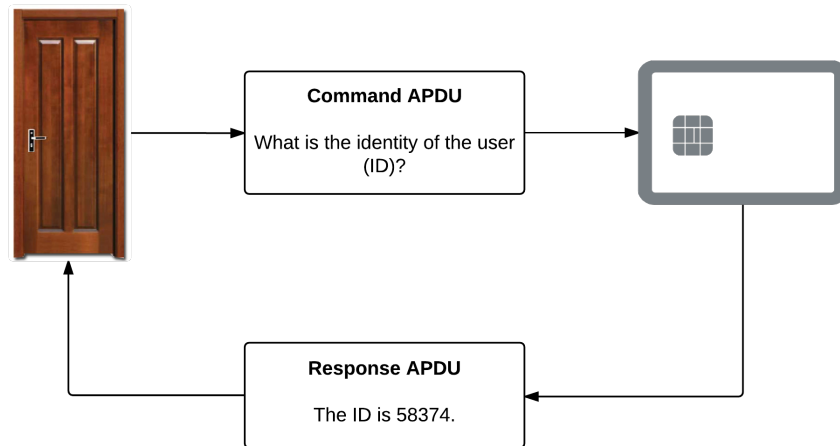 Command APDU
What is the identity of the user
(ID)?
Response APDU
The ID is 58374.